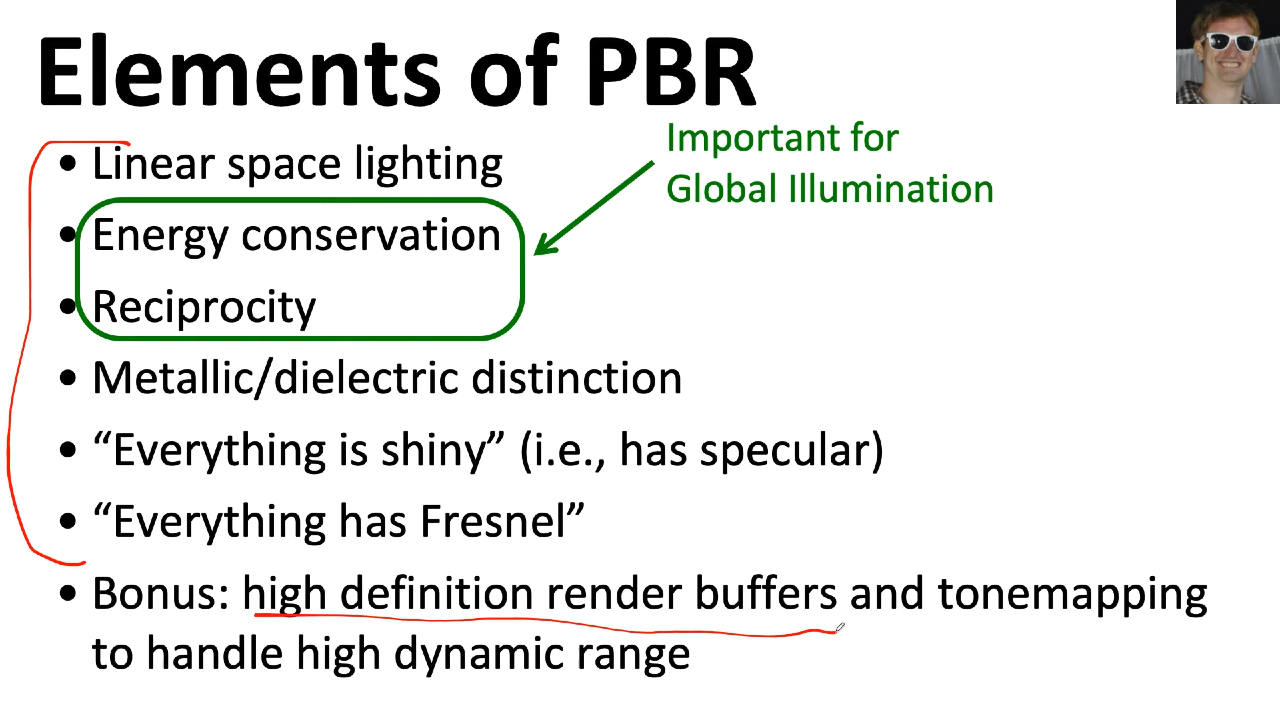 Elements of PBR
Important for
Global Illumination
• Linear space lighting
• Energy conservation
• Reciprocity
• Metallic/dielectric distinction
• “Everything is shiny” (i.e., has specular)
• “Everything has Fresnel”
• Bonus: high definition render buffers and tonemapping
to handle high dynamic range